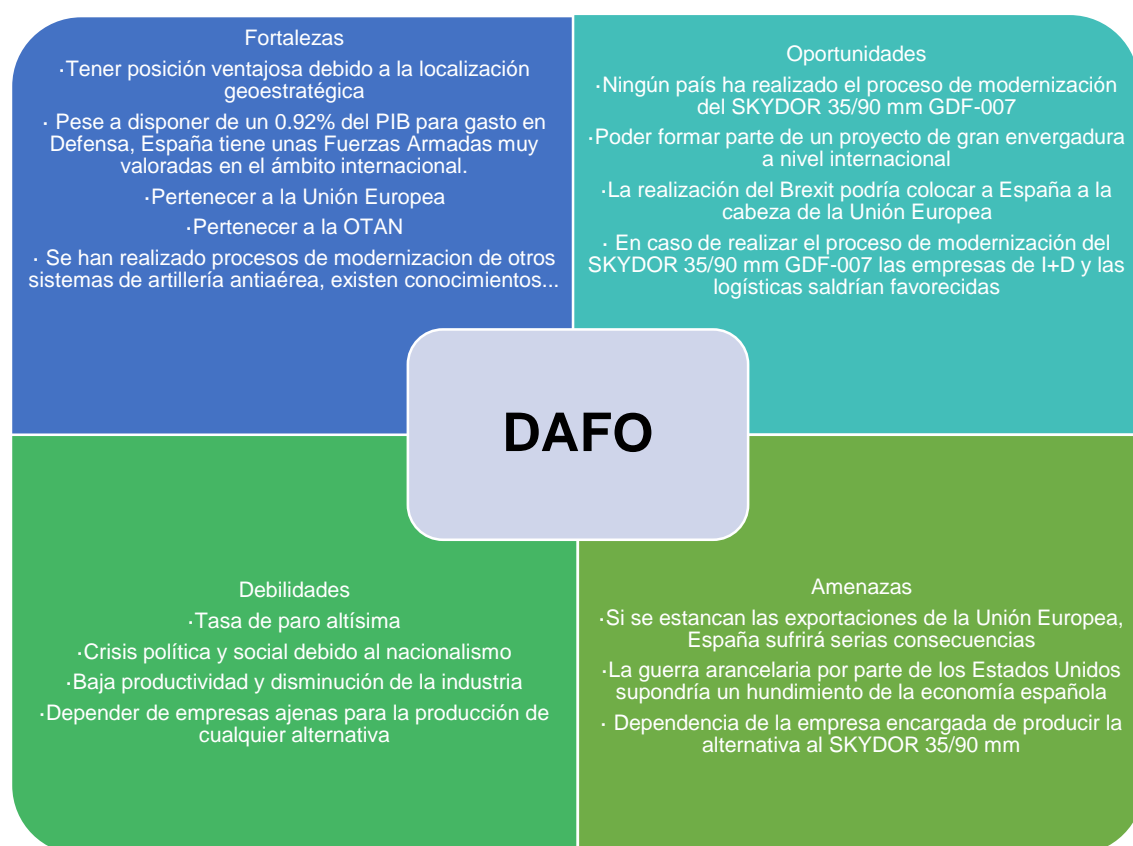 Fortalezas
·Tener posición ventajosa debido a la localización
geoestratégica
· Pese a disponer de un 0.92% del PIB para gasto en
Defensa, España tiene unas Fuerzas Armadas muy
valoradas en el ámbito internacional.
·Pertenecer a la Unión Europea
·Pertenecer a la OTAN
· Se han realizado procesos de modernizacion de otros
sistemas de artillería antiaérea, existen conocimientos...
Oportunidades
·Ningún país ha realizado el proceso de modernización
del SKYDOR 35/90 mm GDF-007
·Poder formar parte de un proyecto de gran envergadura
a nivel internacional
·La realización del Brexit podría colocar a España a la
cabeza de la Unión Europea
· En caso de realizar el proceso de modernización del
SKYDOR 35/90 mm GDF-007 las empresas de I+D y las
logísticas saldrían favorecidas
DAFO
Debilidades
·Tasa de paro altísima
·Crisis política y social debido al nacionalismo
·Baja productividad y disminución de la industria
·Depender de empresas ajenas para la producción de
cualquier alternativa
Amenazas
·Si se estancan las exportaciones de la Unión Europea,
España sufrirá serias consecuencias
·La guerra arancelaria por parte de los Estados Unidos
supondría un hundimiento de la economía española
· Dependencia de la empresa encargada de producir la
alternativa al SKYDOR 35/90 mm